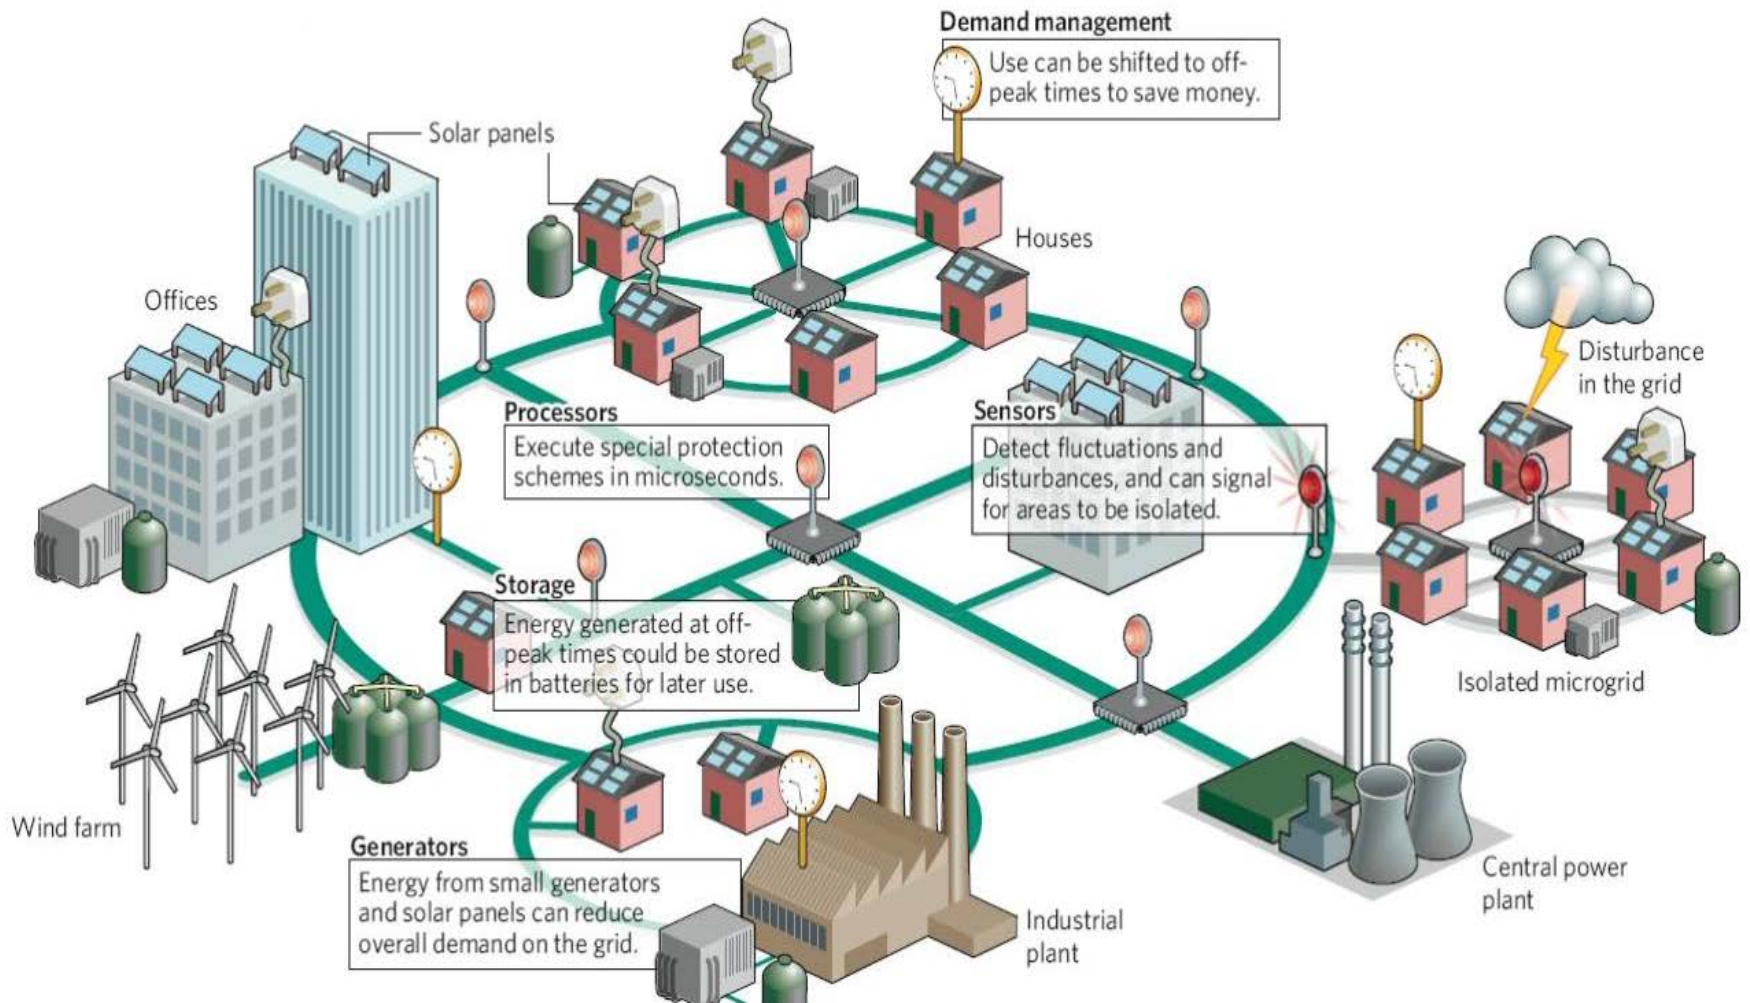 Demand management
Use can be shifted to off-
peak times to save money.
Solar panels
Houses
Offices
Disturbance
in the grid
Processors
Execute special protection
schemes in microseconds.
Sensors
Detect fluctuations and
disturbances, and can signal
for areas to be isolated.
Storage
Energy generated at off-
peak times could be stored
in batteries for later use.
Isolated microgrid
Wind farm
Generators
Energy from small generators
and solar panels can reduce
overall demand on the grid.
Industrial
plant
Central power
plant